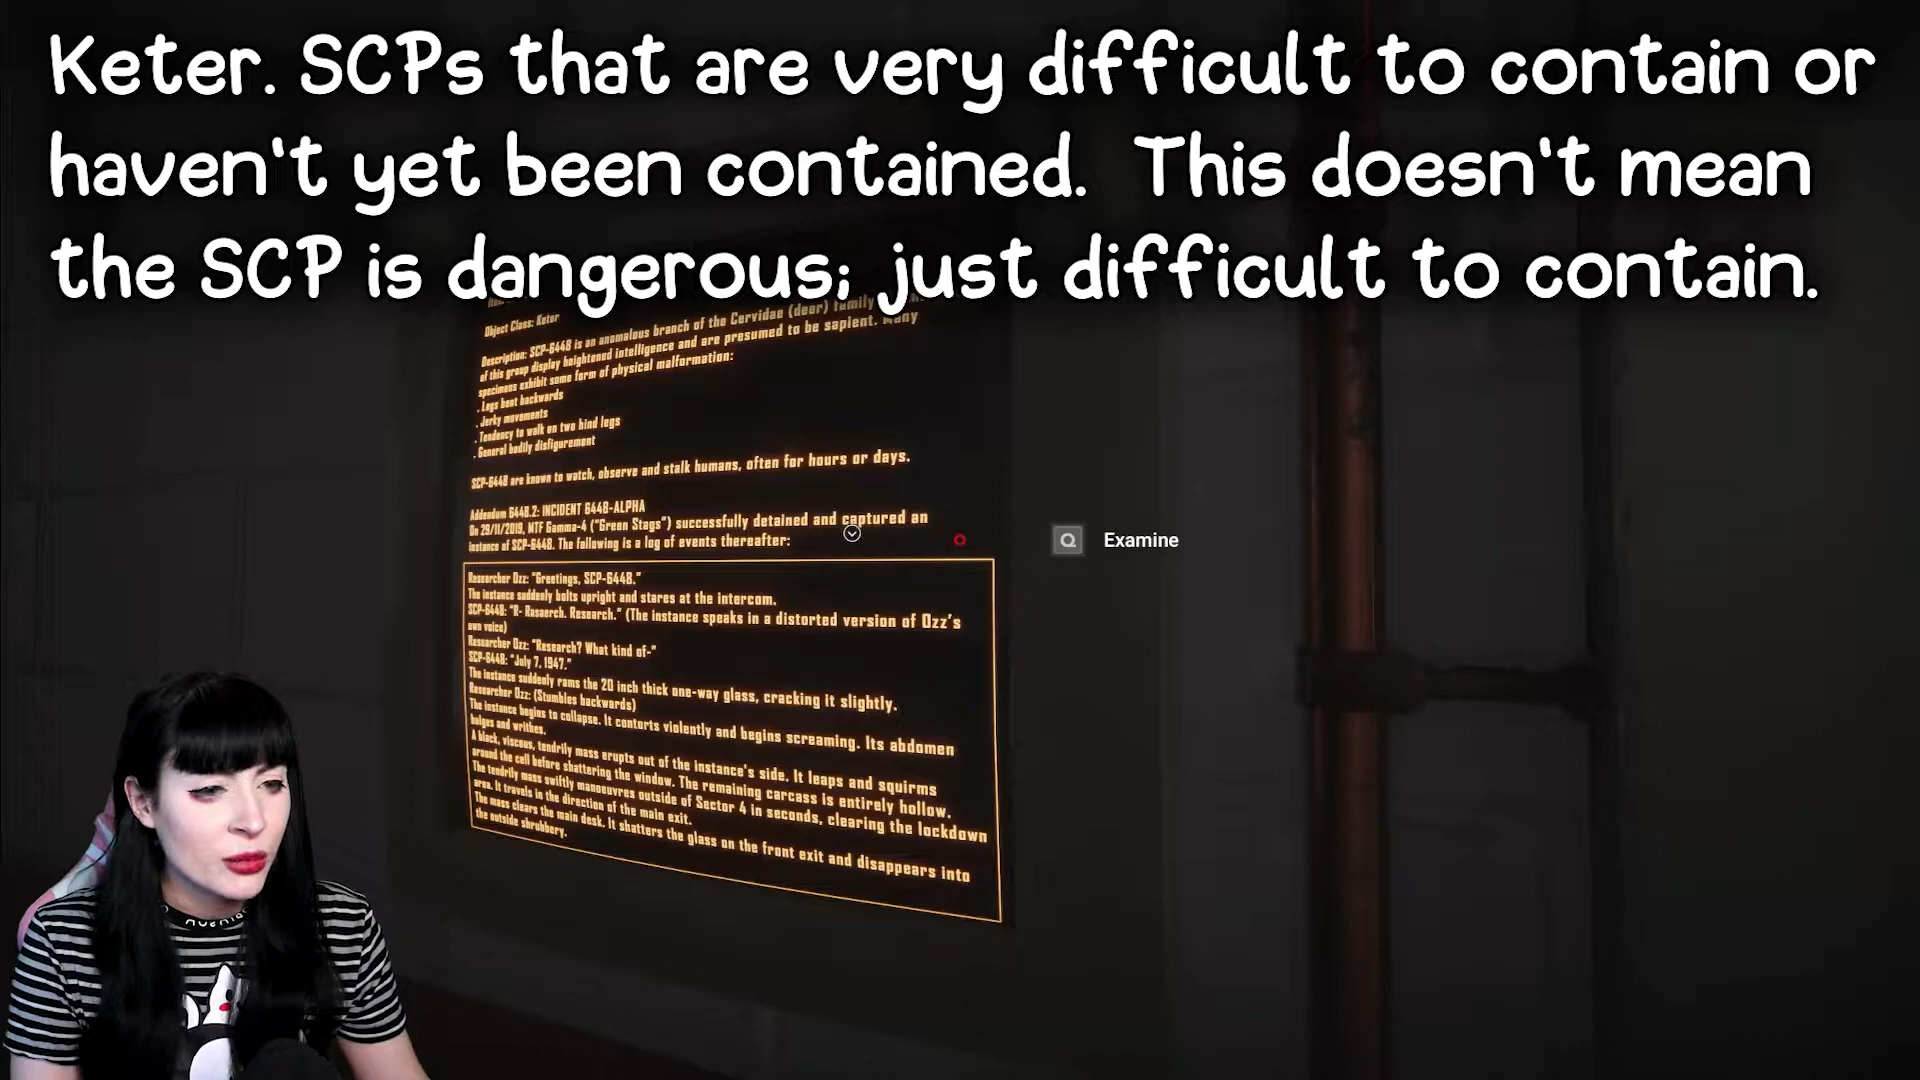 Keter. SCPs that are very difficult to contain or
haven't yet been contained. This doesn't mean
the SCP is dangerous; just difficult to contain.
Object Class: Keter
Description: SCP-6448 is an anomalous branch of the Cervidae (deer) family
of this group display heightened intelligence and are presumed to be sapient. Many
specimens exhibit some form of physical malformation:
. Legs bent backwards
. Jerky movements
. Tendency to walk on two hind legs
. General bodily disfigurement
SCP-6448 are known to watch, observe and stalk humans, often for hours or days.
Addendum 6448.2: INCIDENT 6448-ALPHA
On 29/11/2019, MTF Gamma-4 ("Green Stags") successfully detained and captured an
instance of SCP-6448. The following is a log of events thereafter:
Q Examine
Researcher Ozz: "Greetings, SCP-6448."
The instance suddenly bolts upright and stares at the intercom.
SCP-6448: "R- Rasaerch. Research." (The instance speaks in a distorted version of Ozz's
own voice)
Researcher Ozz: "Research? What kind of-"
SCP-6448: "July 7, 1947."
The instance suddenly rams the 20 inch thick one-way glass, cracking it slightly.
Researcher Ozz: (Stumbles backwards)
The instance begins to collapse. It contorts violently and begins screaming. Its abdomen
bulges and writhes.
A black, viscous, tendrily mass erupts out of the instance's side. It leaps and squirms
around the cell before shattering the window. The remaining carcass is entirely hollow.
The tendrily mass swiftly manoeuvres outside of Sector 4 in seconds, clearing the lockdown
area. It travels in the direction of the main exit.
The mass clears the main desk. It shatters the glass on the front exit and disappears into
the outside shrubbery.